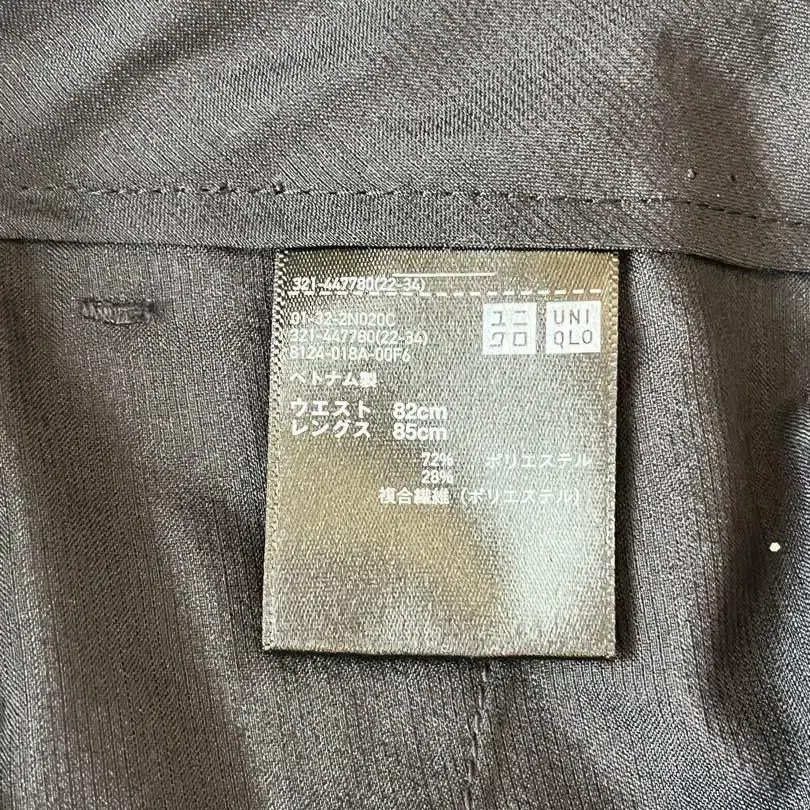 321-447780(22-34)
ユニ
クロ
UNI
QLO
01-32-2N020C
321-447780(22-34)
8124-018A-00F6
ベトナム製
ウエスト 82cm
レングス 85cm
72% ポリエステル
28%
複合繊維(ポリエステル)